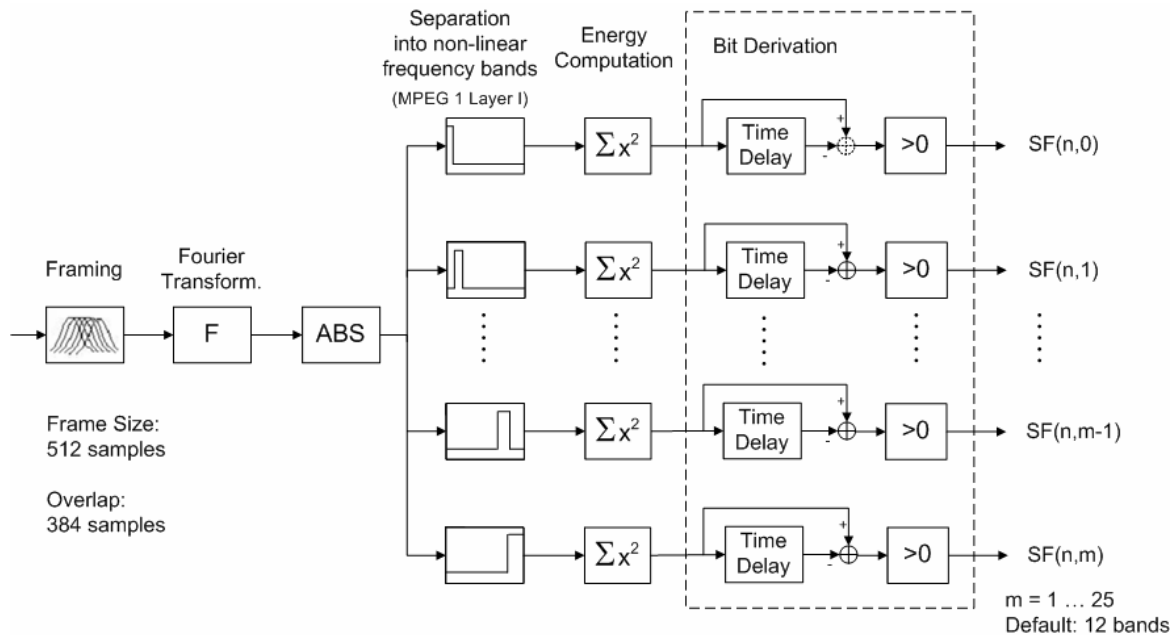 Separation
into non-linear
frequency bands
(MPEG 1 Layer I)
Energy
Computation
Bit Derivation
Σx²
Time
Delay
+
-
>0
SF(n,0)
Framing
Fourier
Transform.
F
ABS
Σx²
Time
Delay
+
-
>0
SF(n,1)
Frame Size:
512 samples
Overlap:
384 samples
Σx²
Time
Delay
+
-
>0
SF(n,m-1)
Σx²
Time
Delay
+
-
>0
SF(n,m)
m = 1 ... 25
Default: 12 bands